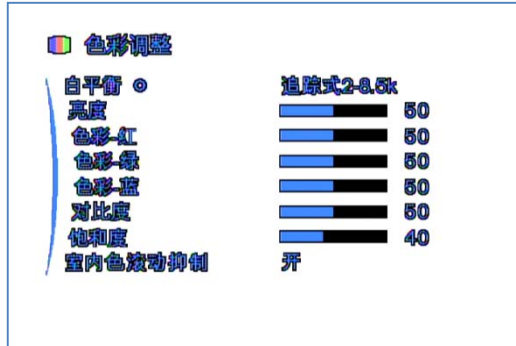 色彩调整
白平衡 追踪式2-8.5k
亮度 50
色彩-红 50
色彩-绿 50
色彩-蓝 50
对比度 50
饱和度 40
室内色滚动抑制 开